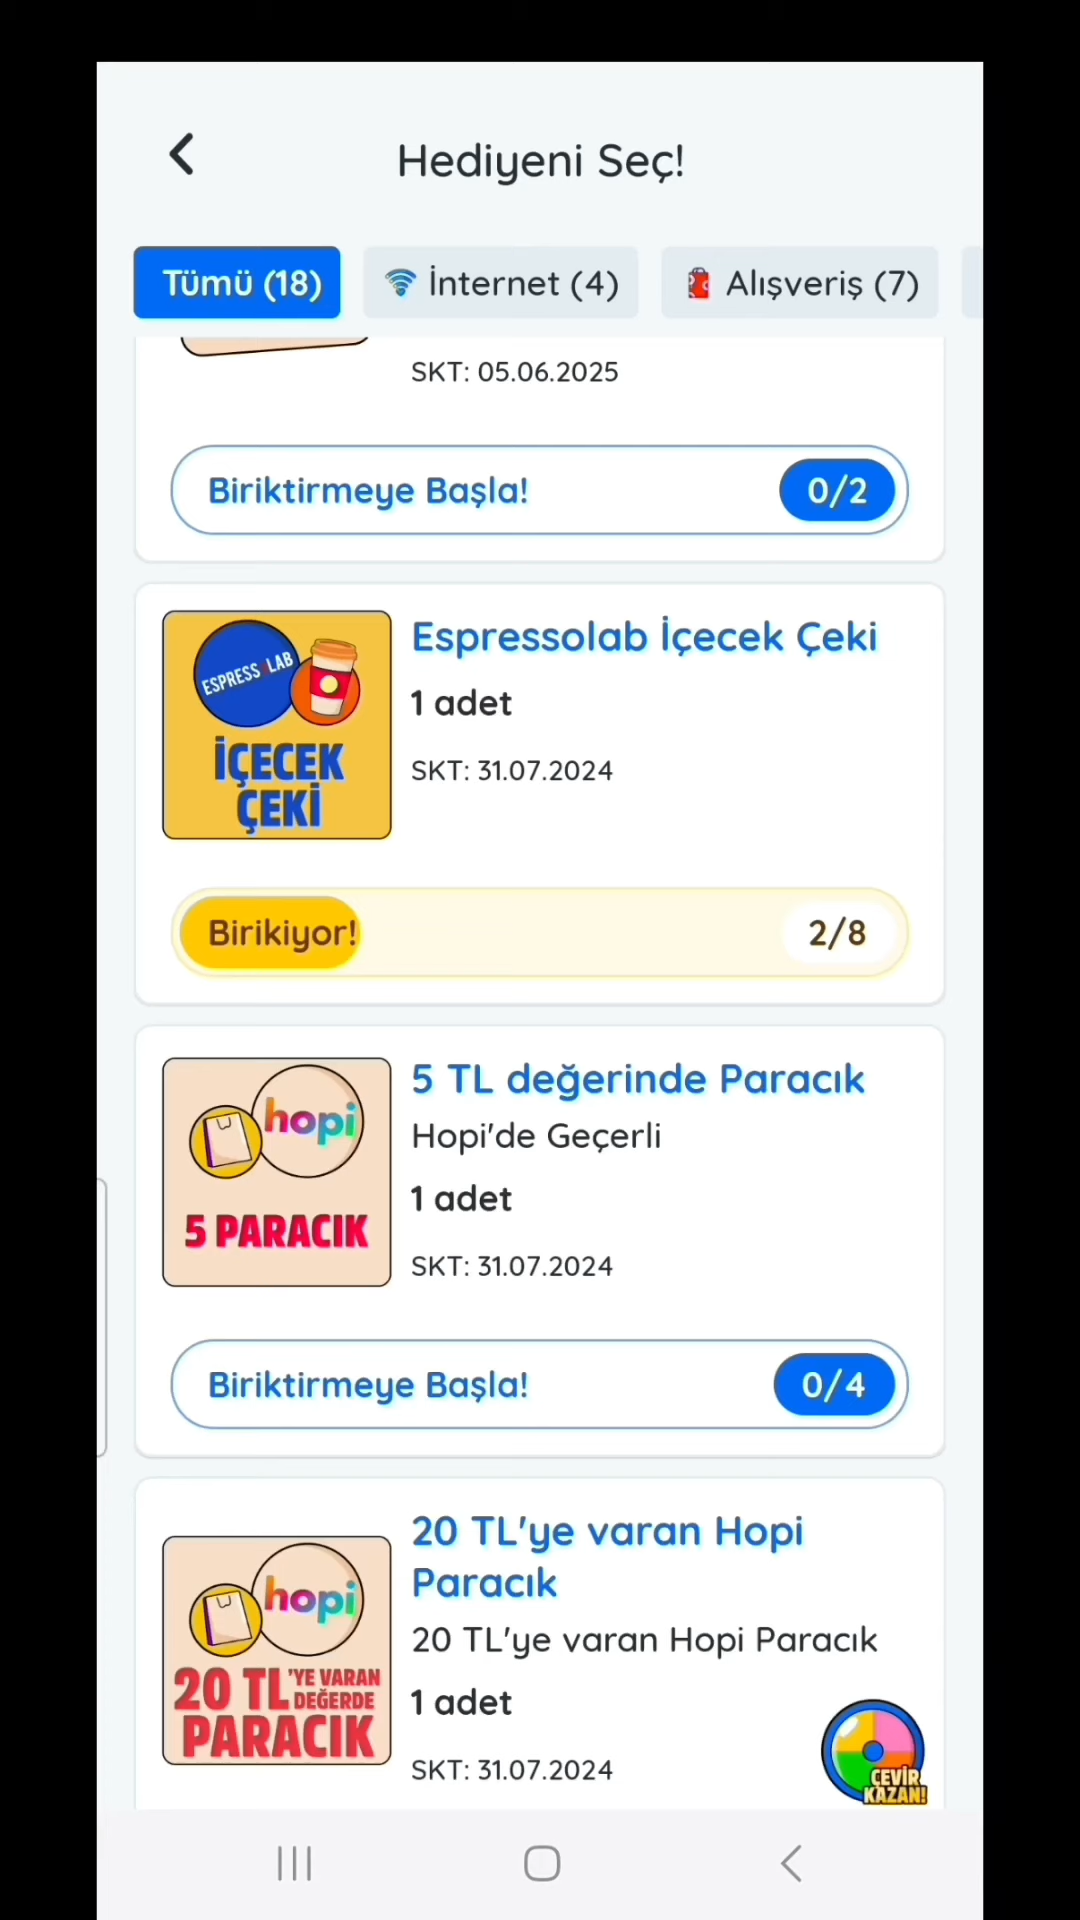 Hediyeni Seç!
Tümü (18)
İnternet (4)
Alışveriş (7)
SKT: 05.06.2025
Biriktirmeye Başla!
0/2
ESPRESSOLAB
İÇECEK
ÇEKİ
Espressolab İçecek Çeki
1 adet
SKT: 31.07.2024
Birikiyor!
2/8
hopi
5 PARACIK
5 TL değerinde Paracık
Hopi'de Geçerli
1 adet
SKT: 31.07.2024
Biriktirmeye Başla!
0/4
hopi
20 TL'YE VARAN
DEĞERDE
PARACIK
20 TL'ye varan Hopi
Paracık
20 TL'ye varan Hopi Paracık
1 adet
SKT: 31.07.2024
ÇEVİR
KAZAN!